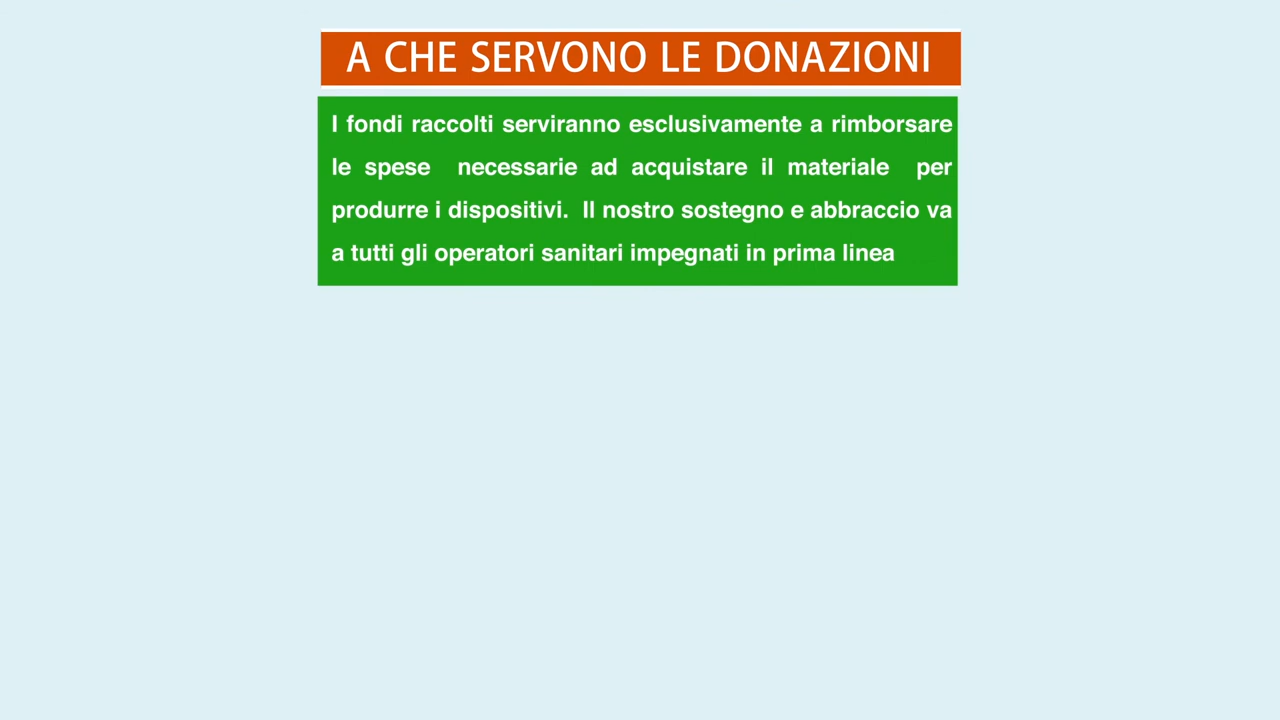 A CHE SERVONO LE DONAZIONI
I fondi raccolti serviranno esclusivamente a rimborsare
le spese necessarie ad acquistare il materiale per
produrre i dispositivi. Il nostro sostegno e abbraccio va
a tutti gli operatori sanitari impegnati in prima linea